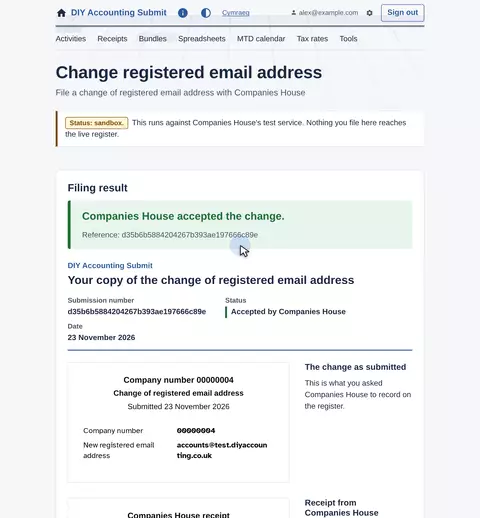 DIY Accounting Submit
Cymraeg
alex@example.com
Sign out
Activities Receipts Bundles Spreadsheets MTD calendar Tax rates Tools
Change registered email address
File a change of registered email address with Companies House
Status: sandbox. This runs against Companies House's test service. Nothing you file here reaches
the live register.
Filing result
Companies House accepted the change.
Reference: d35b6b5884204267b393ae197666c89e
DIY Accounting Submit
Your copy of the change of registered email address
Submission number
d35b6b5884204267b393ae197666c89e
Status
Accepted by Companies House
Date
23 November 2026
Company number 00000004
Change of registered email address
Submitted 23 November 2026
Company number 00000004
New registered email
address
accounts@test.diyaccoun
ting.co.uk
The change as submitted
This is what you asked
Companies House to record on
the register.
Companies House receipt
Receipt from
Companies House